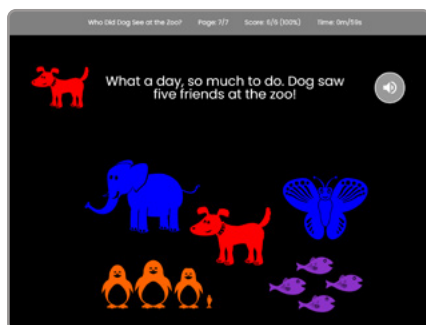 Who Did Dog See at the Zoo? Page: 7/7 Score: 6/6 (100%) Time: 0m/59s
What a day, so much to do. Dog saw
five friends at the zoo!